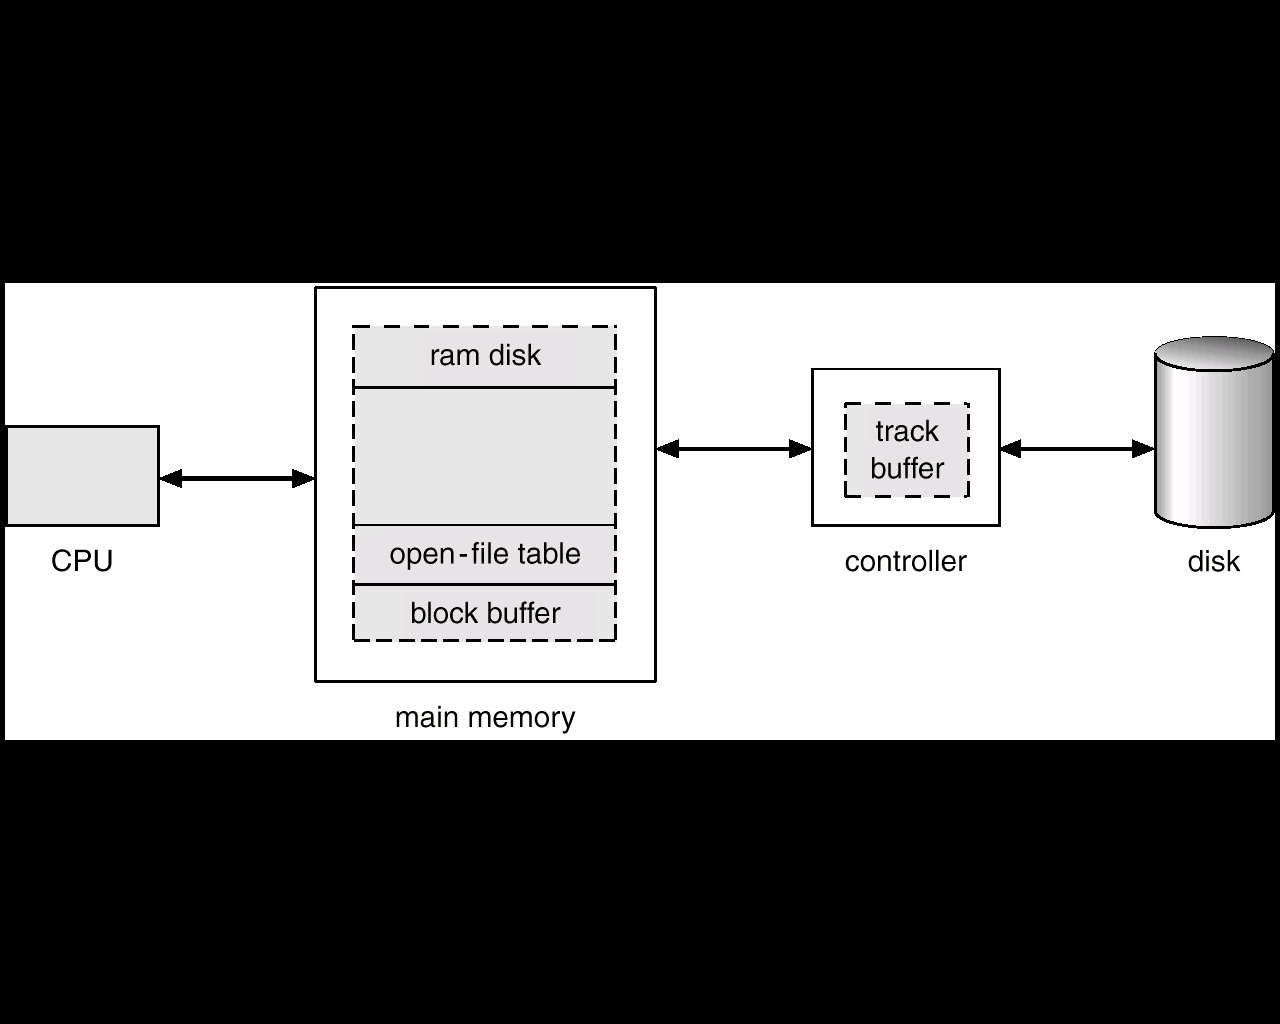 ram disk
track
buffer
open-file table
CPU
controller
disk
block buffer
main memory